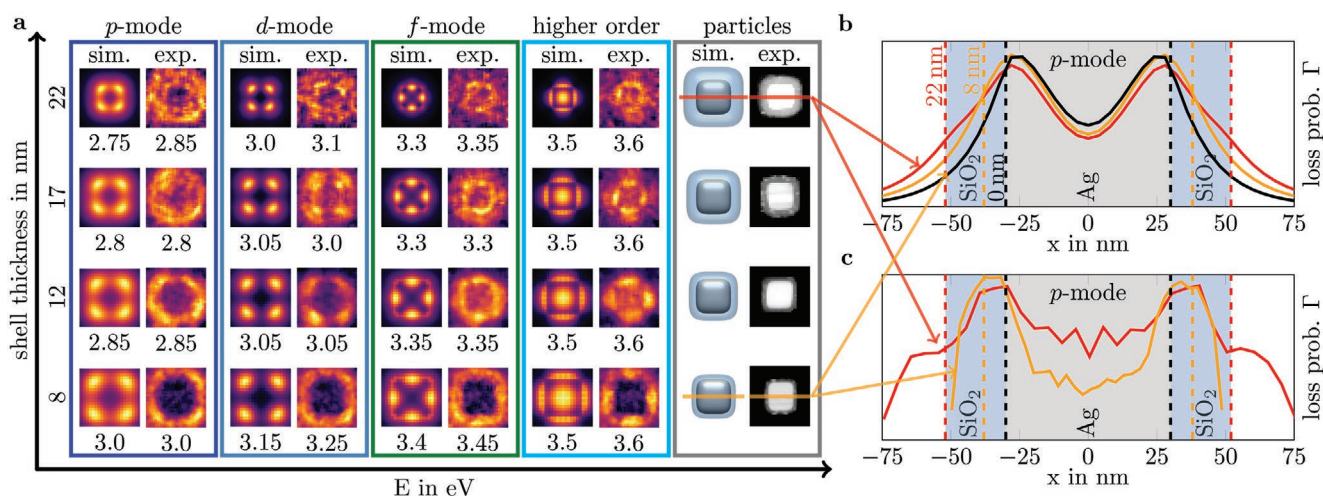 a
p-mode d-mode f-mode higher order particles
sim. exp. sim. exp. sim. exp. sim. exp. sim. exp.
shell thickness in nm
22
2.75 2.85 3.0 3.1 3.3 3.35 3.5 3.6
17
2.8 2.8 3.05 3.0 3.3 3.3 3.5 3.6
12
2.85 2.85 3.05 3.05 3.35 3.35 3.5 3.6
8
3.0 3.0 3.15 3.25 3.4 3.45 3.5 3.6
E in eV
b
p-mode
22 nm
8 nm
0 nm
SiO2
Ag
SiO2
loss prob. Γ
−75 −50 −25 0 25 50 75
x in nm
c
p-mode
SiO2
Ag
SiO2
loss prob. Γ
−75 −50 −25 0 25 50 75
x in nm